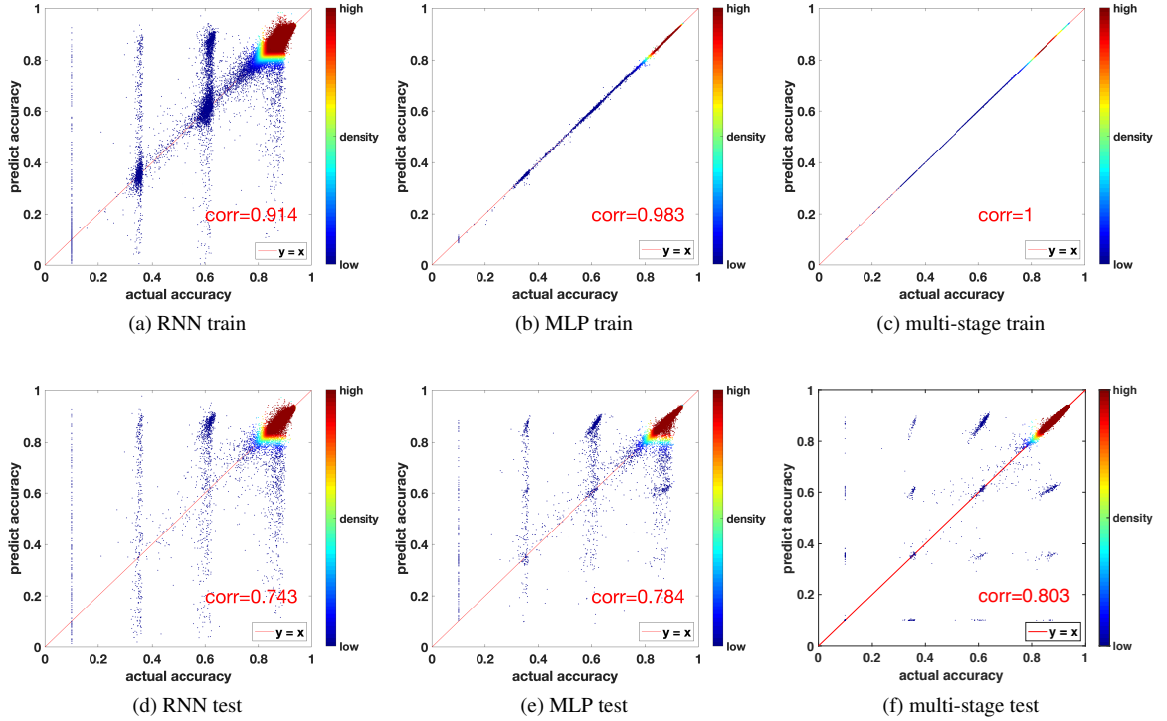 1
0.8
0.6
0.4
0.2
0
0 0.2 0.4 0.6 0.8 1
predict accuracy
actual accuracy
corr=0.914
y = x
high
density
low
(a) RNN train
1
0.8
0.6
0.4
0.2
0
0 0.2 0.4 0.6 0.8 1
predict accuracy
actual accuracy
corr=0.983
y = x
high
density
low
(b) MLP train
1
0.8
0.6
0.4
0.2
0
0 0.2 0.4 0.6 0.8 1
predict accuracy
actual accuracy
corr=1
y = x
high
density
low
(c) multi-stage train
1
0.8
0.6
0.4
0.2
0
0 0.2 0.4 0.6 0.8 1
predict accuracy
actual accuracy
corr=0.743
y = x
high
density
low
(d) RNN test
1
0.8
0.6
0.4
0.2
0
0 0.2 0.4 0.6 0.8 1
predict accuracy
actual accuracy
corr=0.784
y = x
high
density
low
(e) MLP test
1
0.8
0.6
0.4
0.2
0
0 0.2 0.4 0.6 0.8 1
predict accuracy
actual accuracy
corr=0.803
y = x
high
density
low
(f) multi-stage test